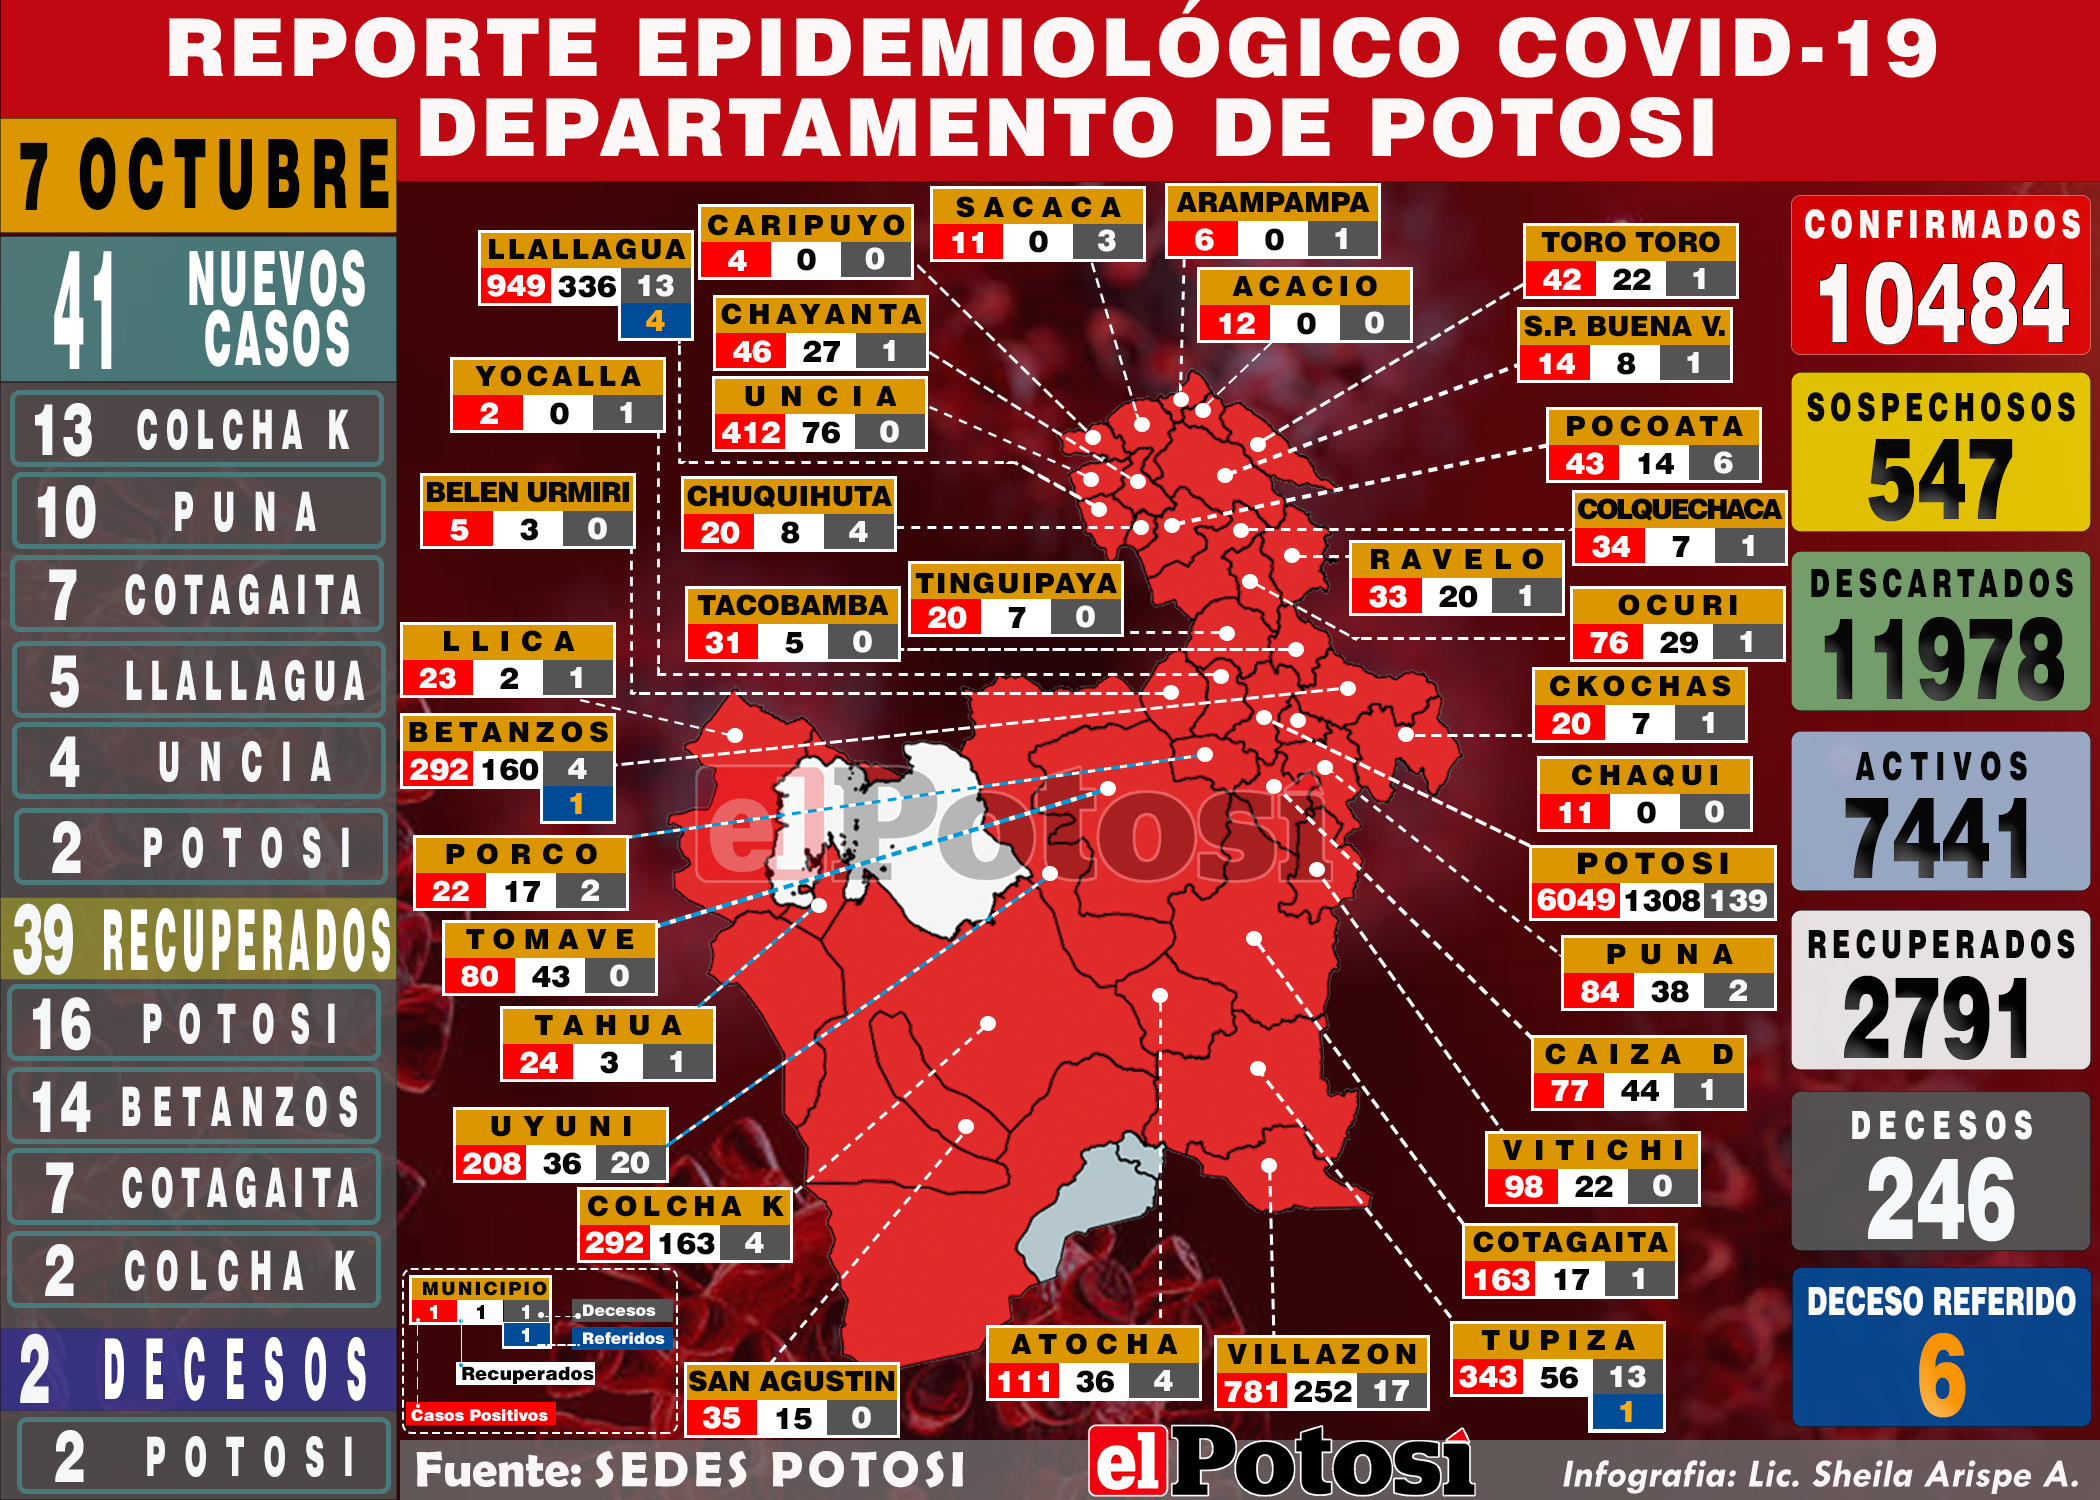 REPORTE EPIDEMIOLÓGICO COVID-19
DEPARTAMENTO DE POTOSI
7 OCTUBRE
41 NUEVOS CASOS
13 COLCHA K
10 PUNA
7 COTAGAITA
5 LLALLAGUA
4 UNCIA
2 POTOSI
39 RECUPERADOS
16 POTOSI
14 BETANZOS
7 COTAGAITA
2 COLCHA K
2 DECESOS
2 POTOSI
LLALLAGUA
949 336 13
4
CARIPUYO
4 0 0
SACACA
11 0 3
ARAMPAMPA
6 0 1
ACACIO
12 0 0
TORO TORO
42 22 1
CHAYANTA
46 27 1
S.P. BUENA V.
14 8 1
YOCALLA
2 0 1
UNCIA
412 76 0
POCOATA
43 14 6
BELEN URMIRI
5 3 0
CHUQUIHUTA
20 8 4
COLQUECHACA
34 7 1
RAVELO
33 20 1
TINGUIPAYA
20 7 0
TACOBAMBA
31 5 0
OCURI
76 29 1
LLICA
23 2 1
CKOCHAS
20 7 1
BETANZOS
292 160 4
1
CHAQUI
11 0 0
PORCO
22 17 2
POTOSI
6049 1308 139
TOMAVE
80 43 0
PUNA
84 38 2
TAHUA
24 3 1
CAIZA D
77 44 1
UYUNI
208 36 20
VITICHI
98 22 0
COLCHA K
292 163 4
COTAGAITA
163 17 1
SAN AGUSTIN
35 15 0
ATOCHA
111 36 4
VILLAZON
781 252 17
TUPIZA
343 56 13
1
elPotosí
MUNICIPIO
1 1 1 Decesos
1 Referidos
Recuperados
Casos Positivos
CONFIRMADOS
10484
SOSPECHOSOS
547
DESCARTADOS
11978
ACTIVOS
7441
RECUPERADOS
2791
DECESOS
246
DECESO REFERIDO
6
Fuente: SEDES POTOSI
el Potosí
Infografia: Lic. Sheila Arispe A.